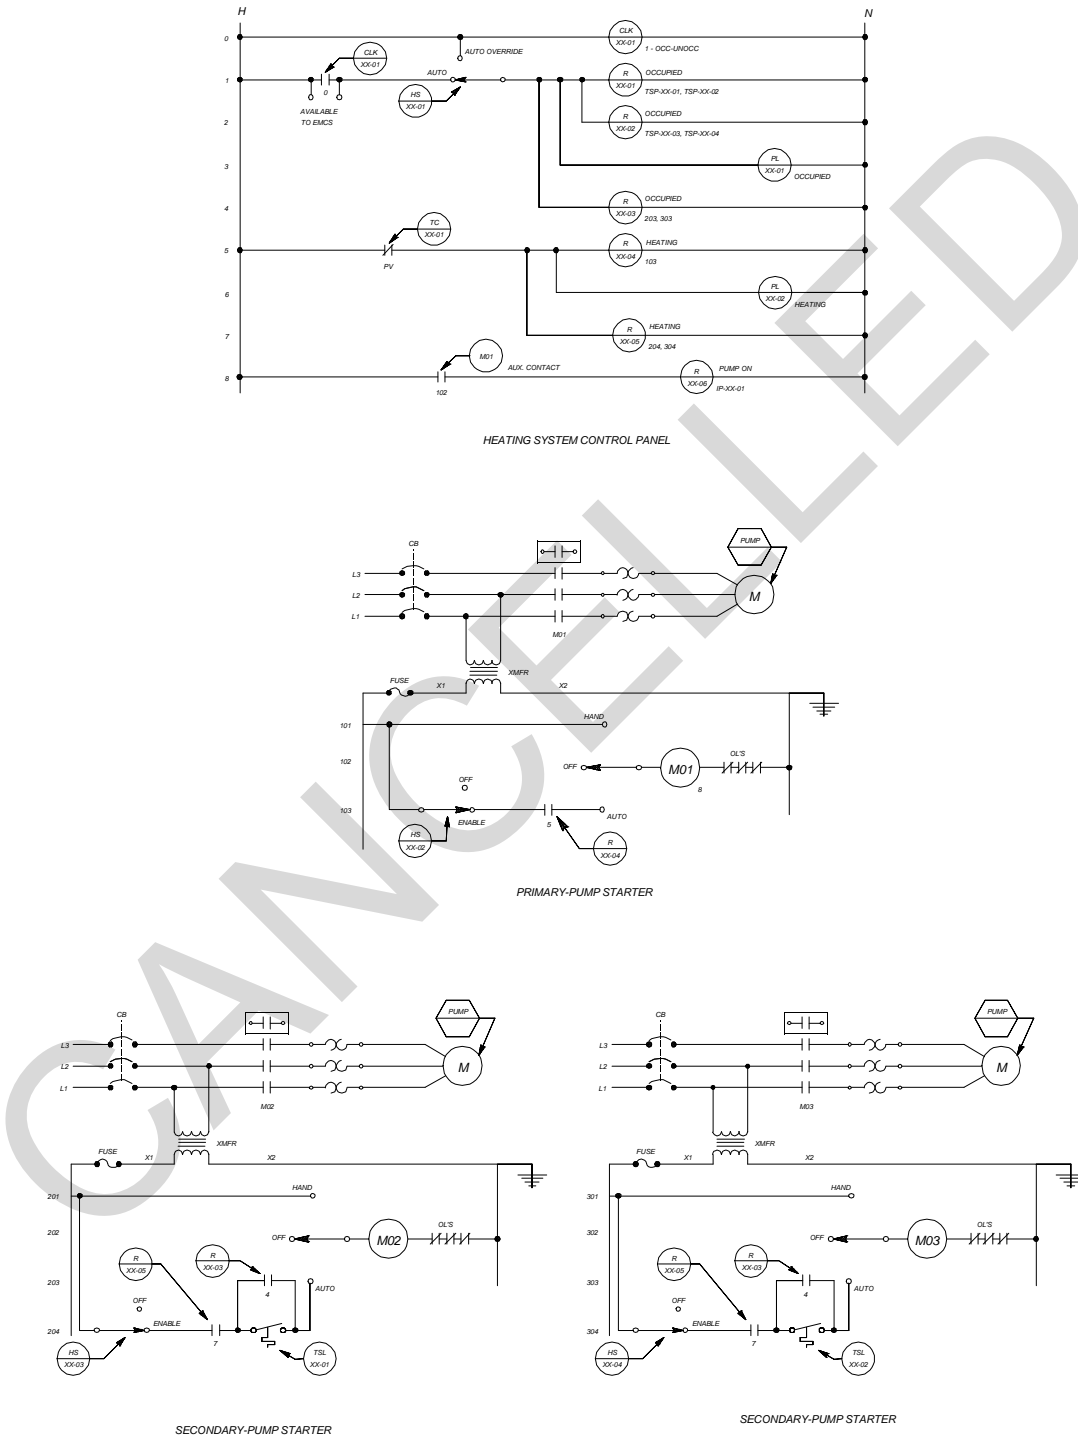 H N
0 CLK XX-01 1 - OCC-UNOCC
AUTO OVERRIDE
CLK XX-01
1 0 AUTO R XX-01 OCCUPIED
TSP-XX-01, TSP-XX-02
HS XX-01
AVAILABLE
TO EMCS
2 R XX-02 OCCUPIED
TSP-XX-03, TSP-XX-04
3 PL XX-01 OCCUPIED
4 R XX-03 OCCUPIED
203, 303
TC XX-01
5 PV R XX-04 HEATING
103
6 PL XX-02 HEATING
7 R XX-05 HEATING
204, 304
M01 AUX. CONTACT
8 102 R XX-06 PUMP ON
IP-XX-01
HEATING SYSTEM CONTROL PANEL
CB PUMP
L3
L2 M
L1
M01
XMFR
FUSE X1 X2
101 HAND
102 OFF M01 OL'S
8
OFF
103 ENABLE 5 AUTO
HS XX-02 R XX-04
PRIMARY-PUMP STARTER
CB PUMP
L3
L2 M
L1
M02
XMFR
FUSE X1 X2
201 HAND
202 OFF M02 OL'S
R XX-05 R XX-03
203 4 AUTO
OFF
204 ENABLE 7
HS XX-03 TSL XX-01
SECONDARY-PUMP STARTER
CB PUMP
L3
L2 M
L1
M03
XMFR
FUSE X1 X2
301 HAND
302 OFF M03 OL'S
R XX-05 R XX-03
303 4 AUTO
OFF
304 ENABLE 7
HS XX-04 TSL XX-02
SECONDARY-PUMP STARTER
CANCELLED